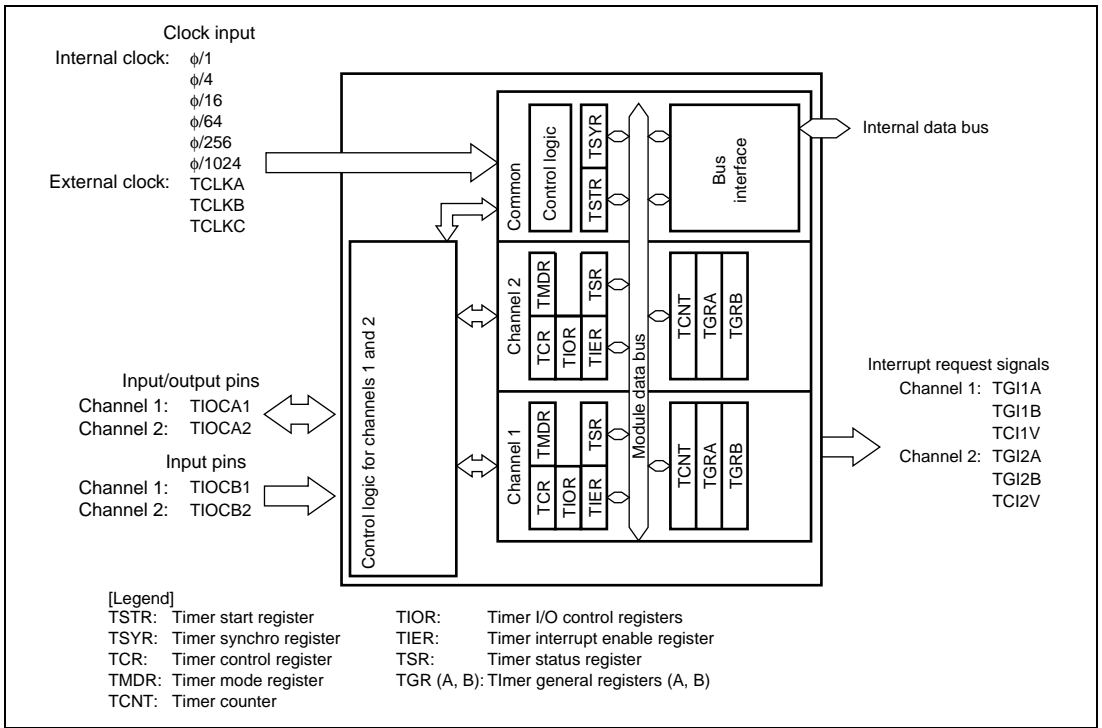 Clock input
Internal clock: ϕ/1
ϕ/4
ϕ/16
ϕ/64
ϕ/256
ϕ/1024
External clock: TCLKA
TCLKB
TCLKC
Input/output pins
Channel 1: TIOCA1
Channel 2: TIOCA2
Input pins
Channel 1: TIOCB1
Channel 2: TIOCB2
Control logic for channels 1 and 2
Common
Control logic
TSYR
TSTR
Bus
interface
Internal data bus
Module data bus
Channel 2
TMDR
TSR
TCR
TIOR
TIER
TCNT
TGRA
TGRB
Channel 1
TMDR
TSR
TCR
TIOR
TIER
TCNT
TGRA
TGRB
Interrupt request signals
Channel 1: TGI1A
TGI1B
TCI1V
Channel 2: TGI2A
TGI2B
TCI2V
[Legend]
TSTR: Timer start register
TSYR: Timer synchro register
TCR: Timer control register
TMDR: Timer mode register
TCNT: Timer counter
TIOR: Timer I/O control registers
TIER: Timer interrupt enable register
TSR: Timer status register
TGR (A, B): TImer general registers (A, B)